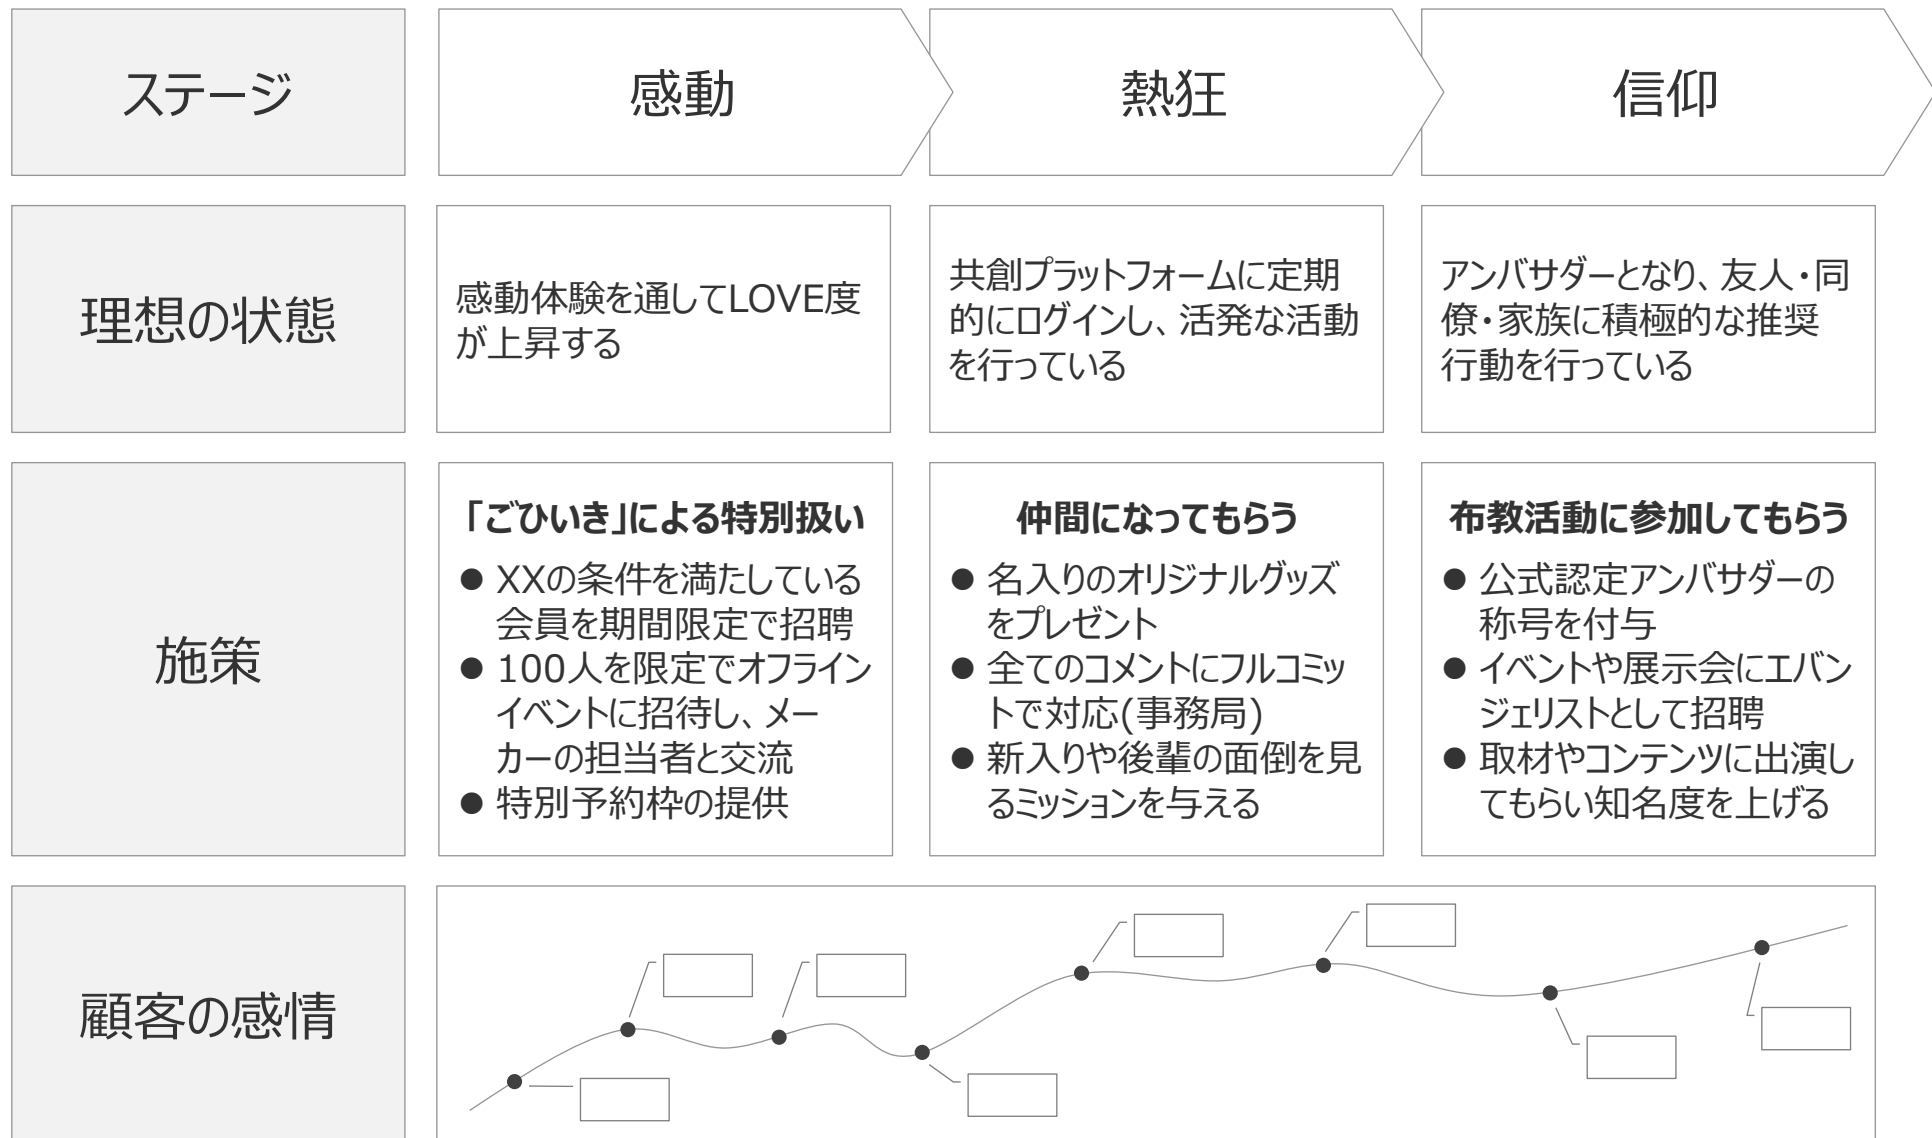 ステージ
感動
熱狂
信仰
理想の状態
感動体験を通してLOVE度
が上昇する
共創プラットフォームに定期
的にログインし、活発な活動
を行っている
アンバサダーとなり、友人・同
僚・家族に積極的な推奨
行動を行っている
施策
「ごひいき」による特別扱い
● XXの条件を満たしている
会員を期間限定で招聘
● 100人を限定でオフライン
イベントに招待し、メー
カーの担当者と交流
● 特別予約枠の提供
仲間になってもらう
● 名入りのオリジナルグッズ
をプレゼント
● 全てのコメントにフルコミッ
トで対応(事務局)
● 新入りや後輩の面倒を見
るミッションを与える
布教活動に参加してもらう
● 公式認定アンバサダーの
称号を付与
● イベントや展示会にエバン
ジェリストとして招聘
● 取材やコンテンツに出演し
てもらい知名度を上げる
顧客の感情